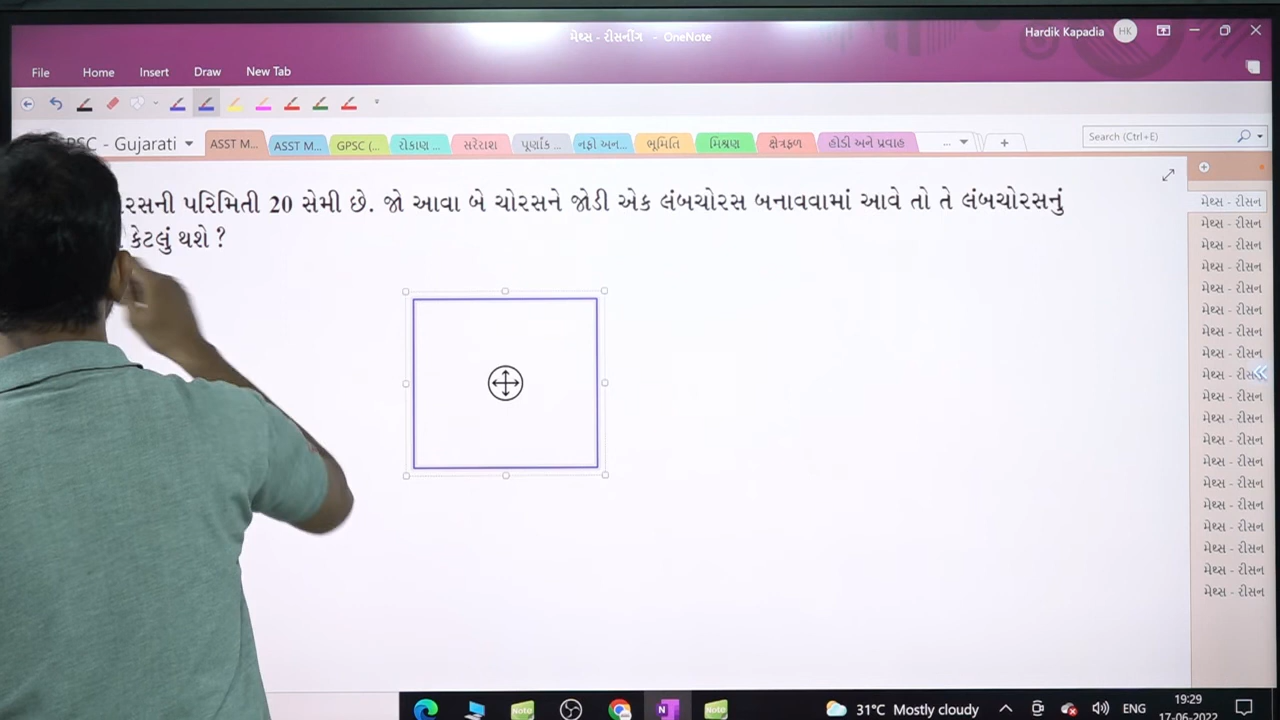 મેથ્સ - રીસનીંગ - OneNote
Hardik Kapadia HK
File Home Insert Draw New Tab
PSC - Gujarati ASST M... ASST M... GPSC (... રોકાણ ... સરેરાશ પૂર્ણાંક ... નફો અન... ભૂમિતિ મિશ્રણ ક્ષેત્રફળ હોડી અને પ્રવાહ ... + Search (Ctrl+E)
રસની પરિમિતી 20 સેમી છે. જો આવા બે ચોરસને જોડી એક લંબચોરસ બનાવવામાં આવે તો તે લંબચોરસનું
કેટલું થશે ?
મેથ્સ - રીસન
મેથ્સ - રીસન
મેથ્સ - રીસન
મેથ્સ - રીસન
મેથ્સ - રીસન
મેથ્સ - રીસન
મેથ્સ - રીસન
મેથ્સ - રીસન
મેથ્સ - રીસ
મેથ્સ - રીસન
મેથ્સ - રીસન
મેથ્સ - રીસન
મેથ્સ - રીસન
મેથ્સ - રીસન
મેથ્સ - રીસન
મેથ્સ - રીસન
મેથ્સ - રીસન
મેથ્સ - રીસન
મેથ્સ - રીસન
Note N Note 31°C Mostly cloudy ENG 19:29
17-06-2022